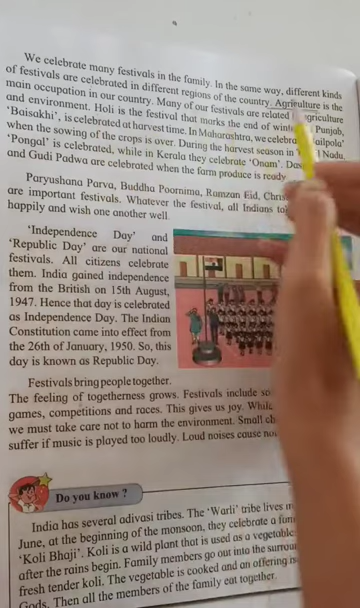 We celebrate many festivals in the family. In the same way, different kinds
of festivals are celebrated in different regions of the country. Agriculture is the
main occupation in our country. Many of our festivals are related agriculture
and environment. Holi is the festival that marks the end of Punjab,
'Baisakhi', is celebrated at harvest time. In Maharashtra, we celebrate 'Bailpola'
when the sowing of the crops is over. During the harvest season in Nadu,
'Pongal' is celebrated, while in Kerala they celebrate 'Onam'.
and Gudi Padwa are celebrated when the farm produce is ready.
Paryushana Parva, Buddha Poornima, Ramzan Eid,
are important festivals. Whatever the festival, all Indians
happily and wish one another well.
'Independence Day' and
'Republic Day' are our national
festivals. All citizens celebrate
them. India gained independence
from the British on 15th August,
1947. Hence that day is celebrated
as Independence Day. The Indian
Constitution came into effect from
the 26th of January, 1950. So, this
day is known as Republic Day.
Festivals bring people together.
The feeling of togetherness grows. Festivals include
games, competitions and races. This gives us joy.
we must take care not to harm the environment. Small
suffer if music is played too loudly. Loud noises cause
Do you know ?
India has several adivasi tribes. The 'Warli' tribe lives
June, at the beginning of the monsoon, they celebrate a
'Koli Bhaji'. Koli is a wild plant that is used as a vegetable
after the rains begin. Family members go out into the
fresh tender koli. The vegetable is cooked and an offering
Gods. Then all the members of the family eat together.